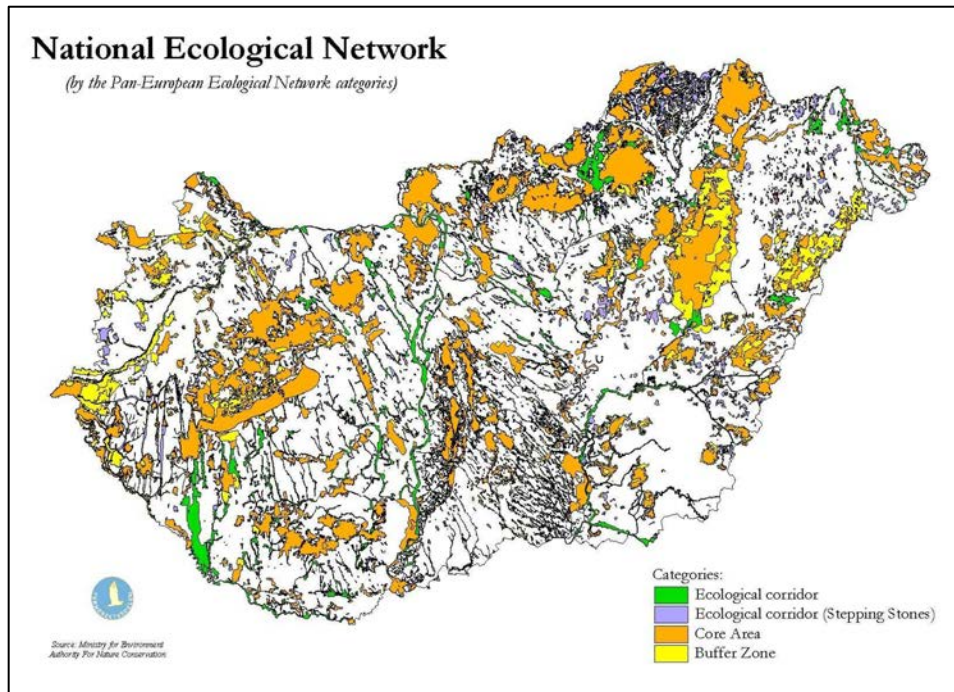 National Ecological Network
(by the Pan-European Ecological Network categories)
Categories:
Ecological corridor
Ecological corridor (Stepping Stones)
Core Area
Buffer Zone
Source: Ministry for Environment
Authority For Nature Conservation